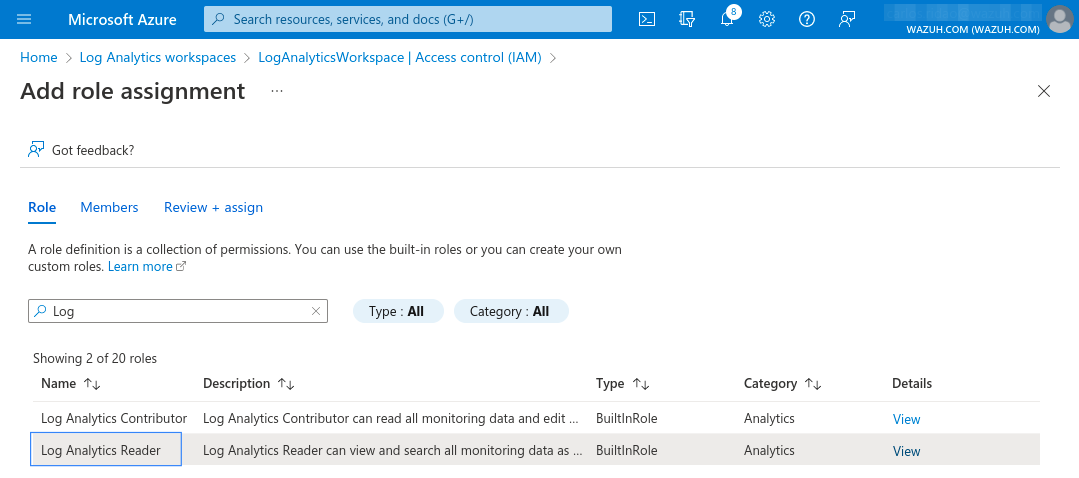 Microsoft Azure
Search resources, services, and docs (G+/)
8
WAZUH.COM (WAZUH.COM)
Home > Log Analytics workspaces > LogAnalyticsWorkspace | Access control (IAM) >
Add role assignment ...
Got feedback?
Role Members Review + assign
A role definition is a collection of permissions. You can use the built-in roles or you can create your own
custom roles. Learn more
Log
Type : All Category : All
Showing 2 of 20 roles
Name ↑↓ Description ↑↓ Type ↑↓ Category ↑↓ Details
Log Analytics Contributor Log Analytics Contributor can read all monitoring data and edit ... BuiltInRole Analytics View
Log Analytics Reader Log Analytics Reader can view and search all monitoring data as ... BuiltInRole Analytics View